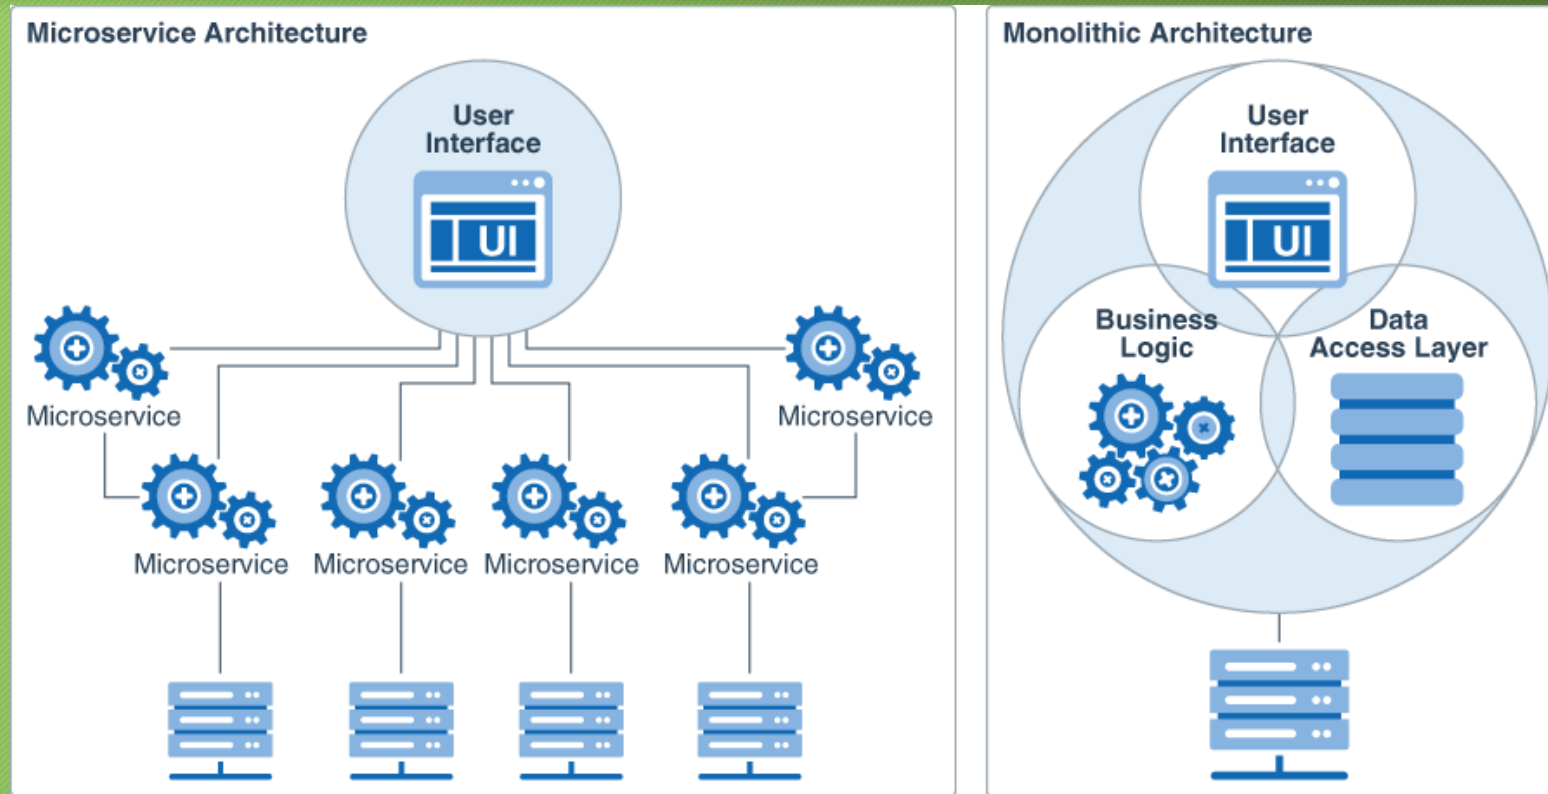 Microservice Architecture
User
Interface
UI
Microservice
Microservice
Microservice
Microservice
Microservice
Microservice
Monolithic Architecture
User
Interface
UI
Business
Logic
Data
Access Layer